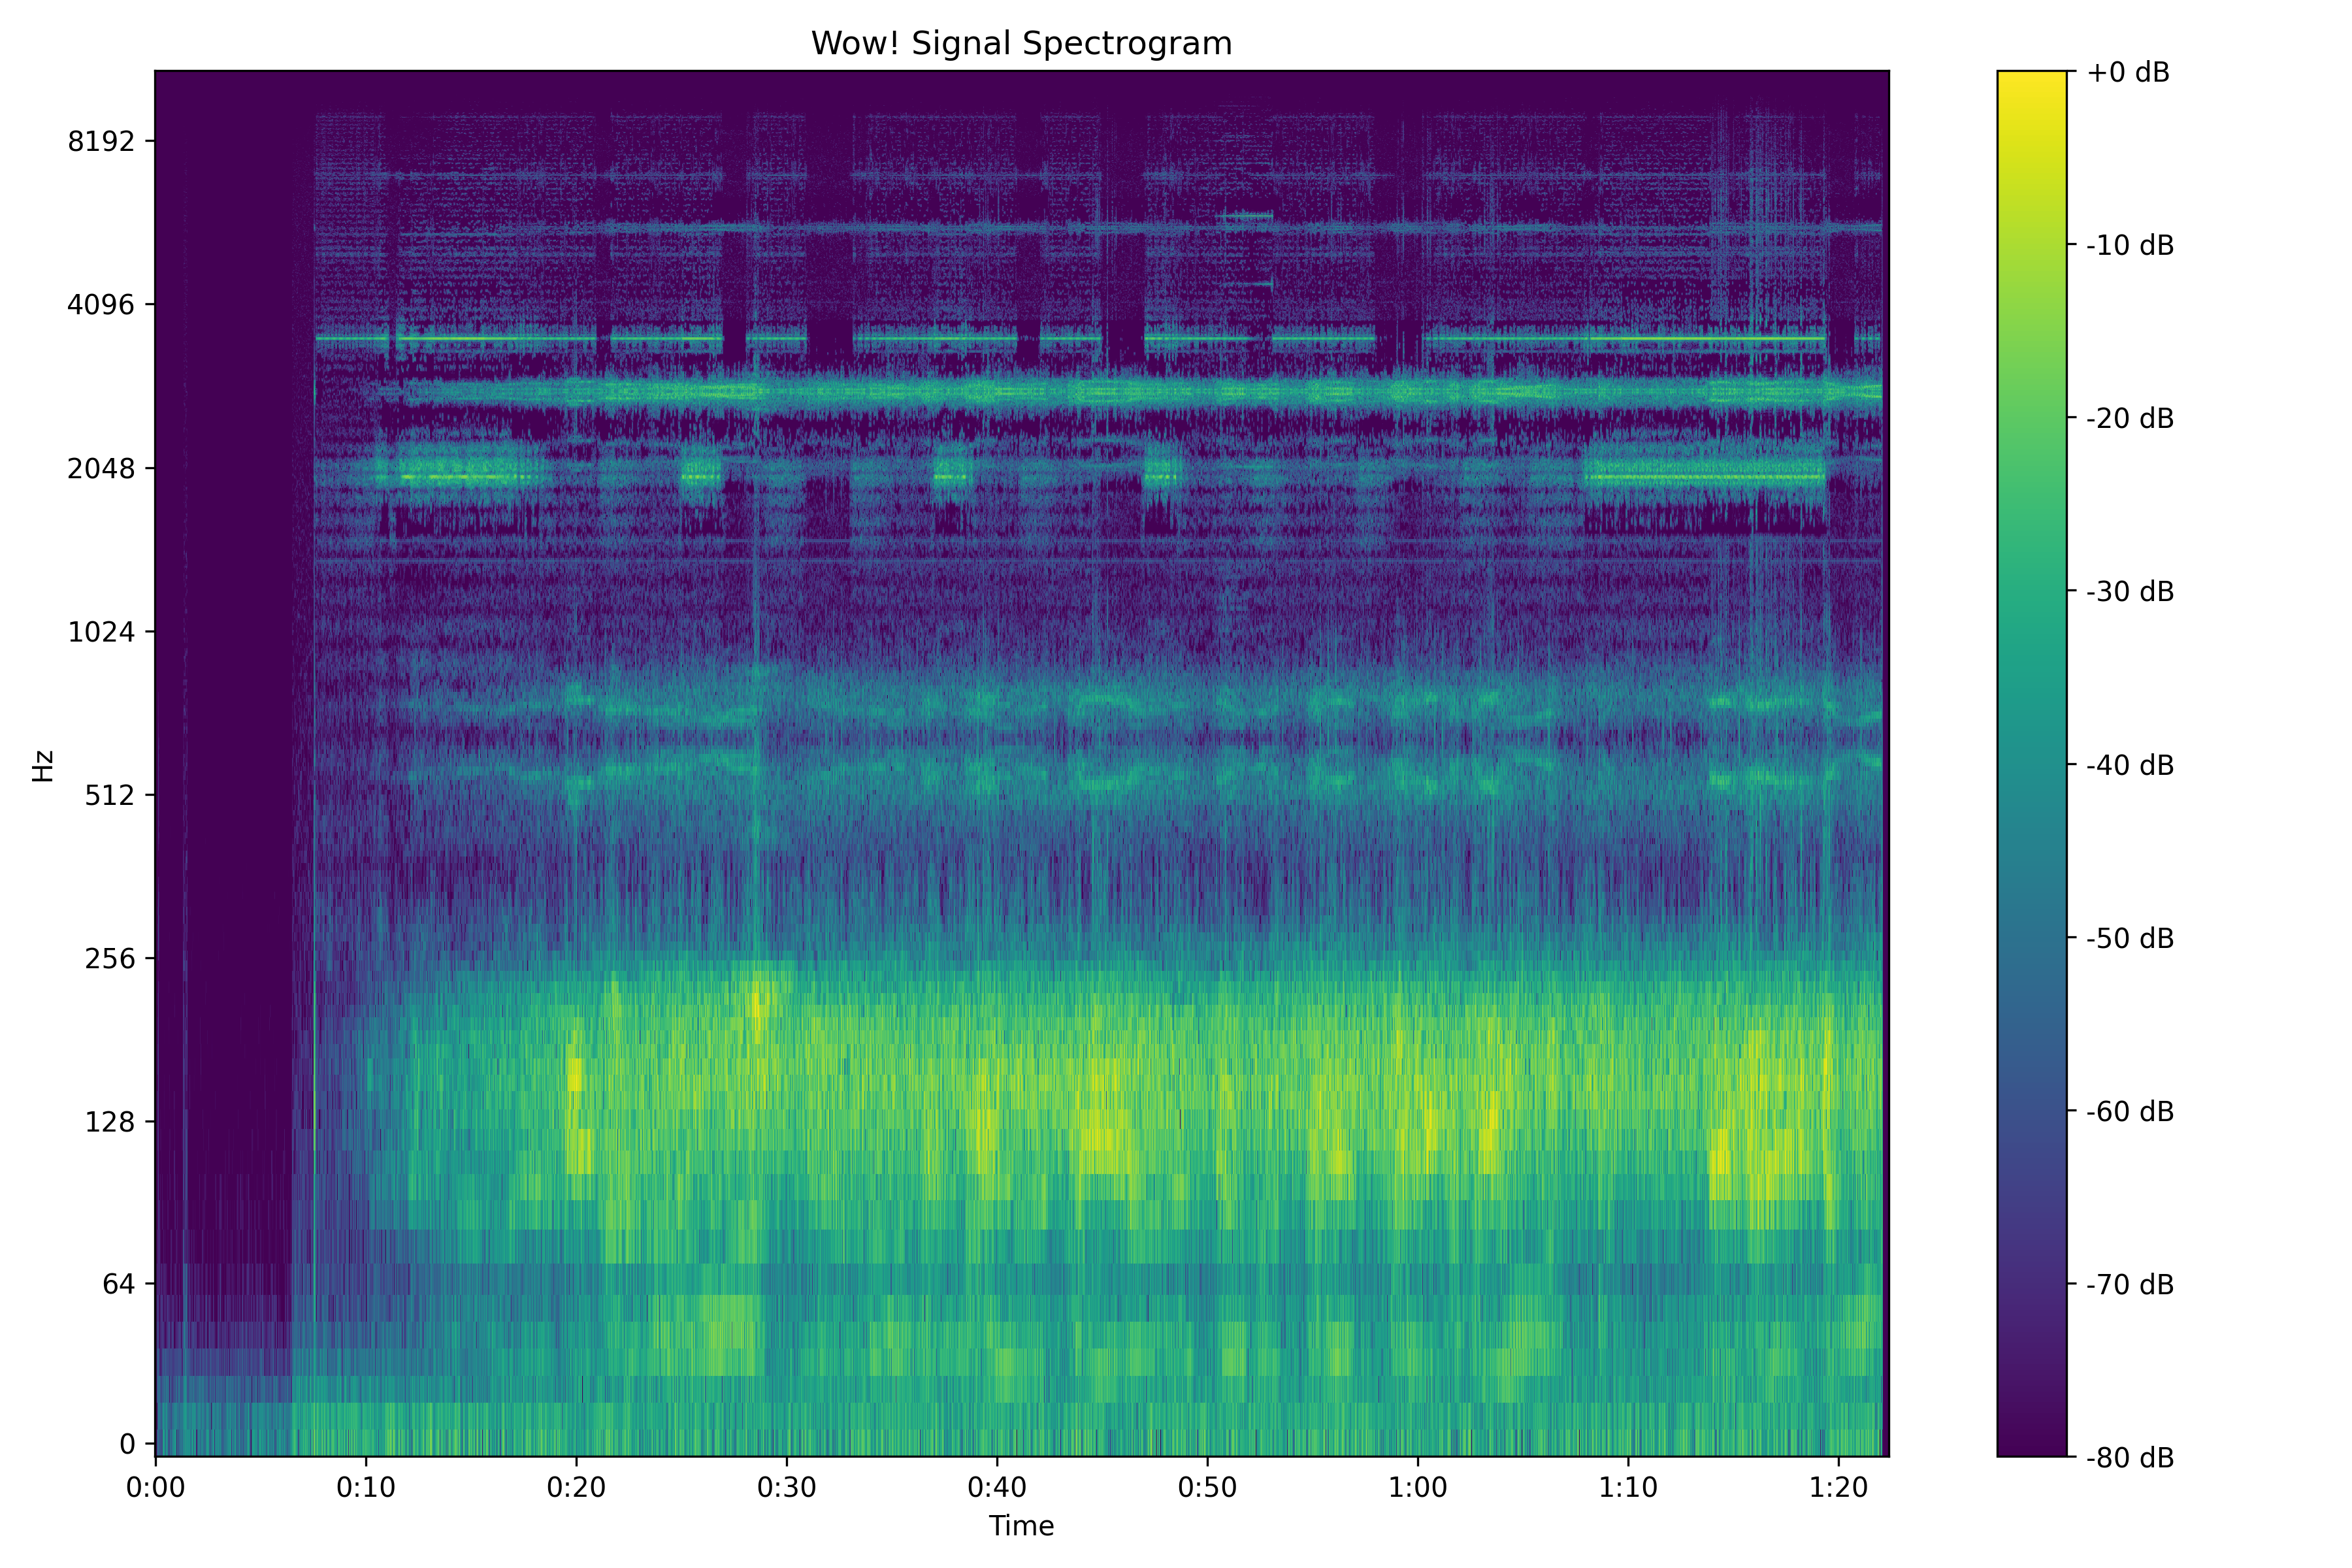 Wow! Signal Spectrogram
Hz
8192
4096
2048
1024
512
256
128
64
0
0:00 0:10 0:20 0:30 0:40 0:50 1:00 1:10 1:20
Time
+0 dB
-10 dB
-20 dB
-30 dB
-40 dB
-50 dB
-60 dB
-70 dB
-80 dB